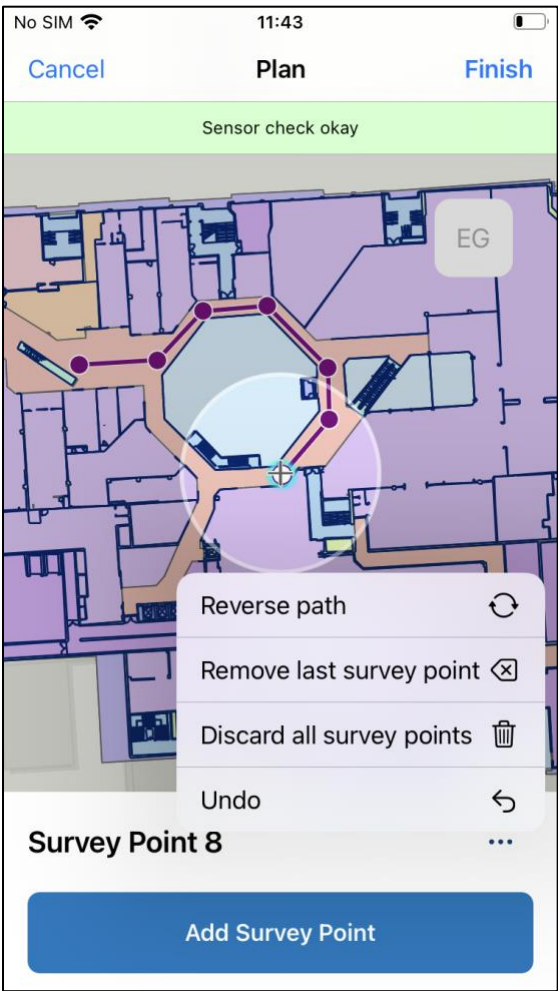 No SIM 11:43
Cancel Plan Finish
Sensor check okay
EG
Reverse path
Remove last survey point
Discard all survey points
Undo
Survey Point 8
Add Survey Point